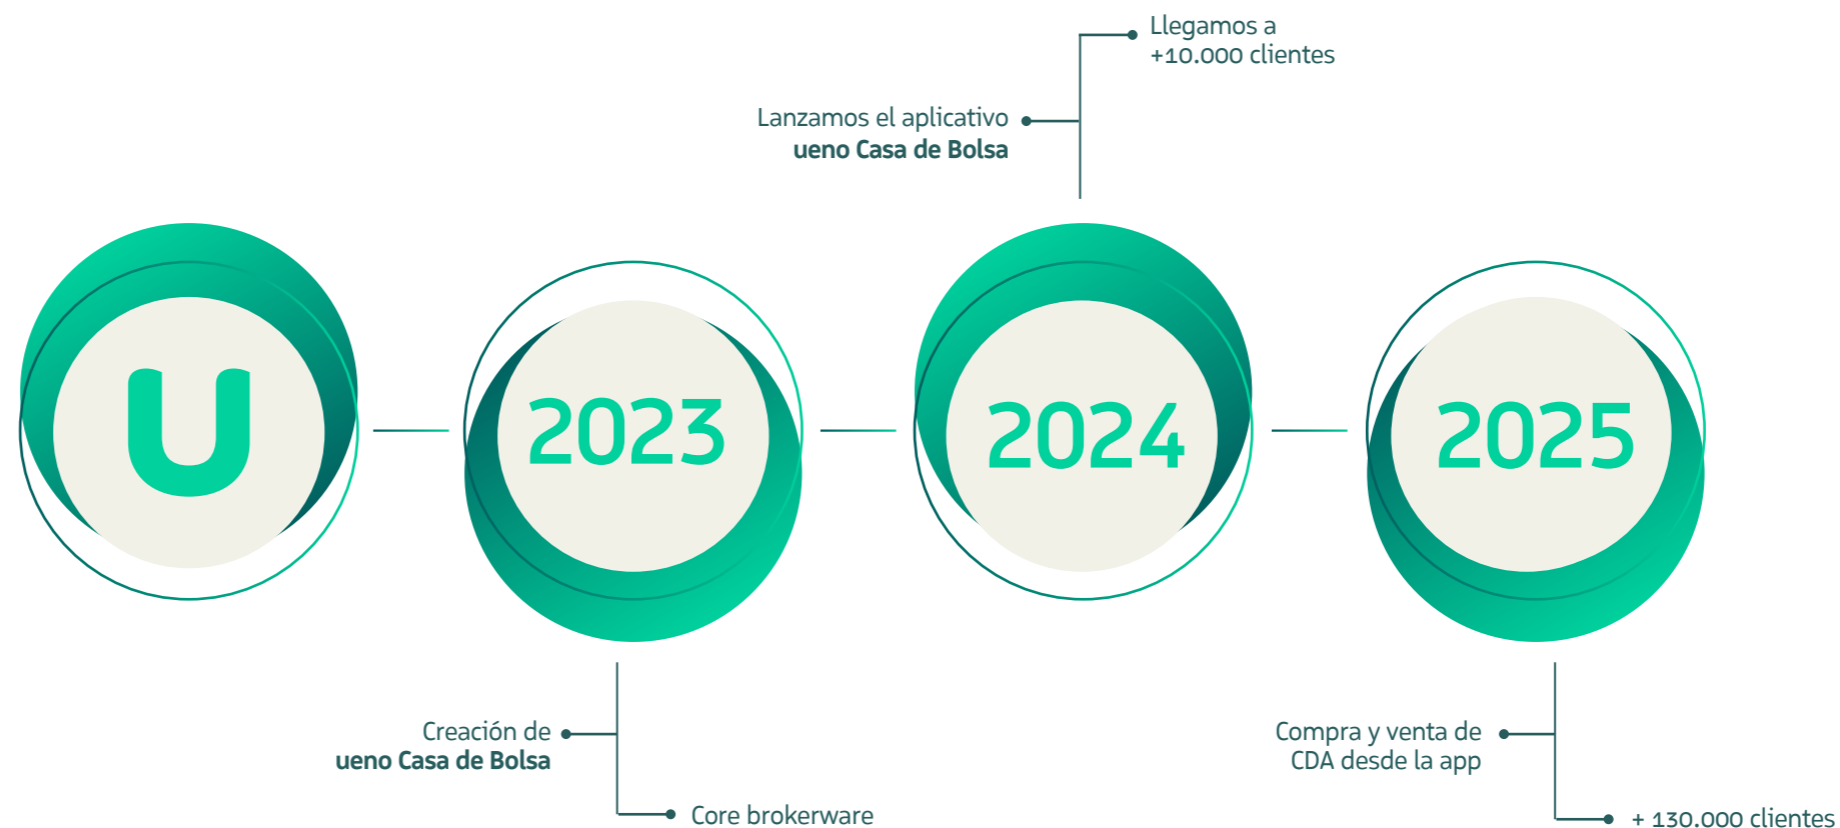 Llegamos a
+10.000 clientes
Lanzamos el aplicativo
ueno Casa de Bolsa
U
2023
2024
2025
Creación de
ueno Casa de Bolsa
Core brokerware
Compra y venta de
CDA desde la app
+ 130.000 clientes